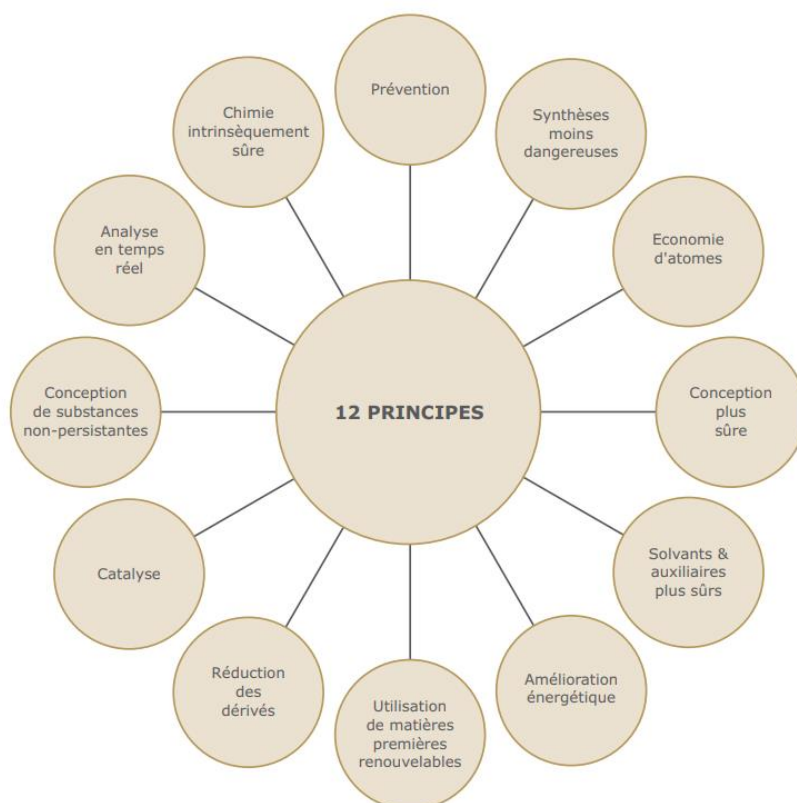 Prévention
Synthèses
moins
dangereuses
Economie
d'atomes
Conception
plus
sûre
Solvants &
auxiliaires
plus sûrs
Amélioration
énergétique
Utilisation
de matières
premières
renouvelables
Réduction
des
dérivés
Catalyse
Conception
de substances
non-persistantes
Analyse
en temps
réel
Chimie
intrinsèquement
sûre
12 PRINCIPES